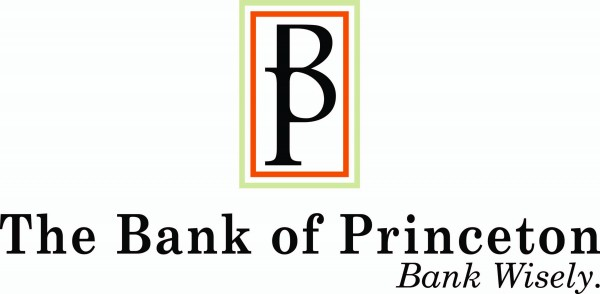 BP
The Bank of Princeton
Bank Wisely.